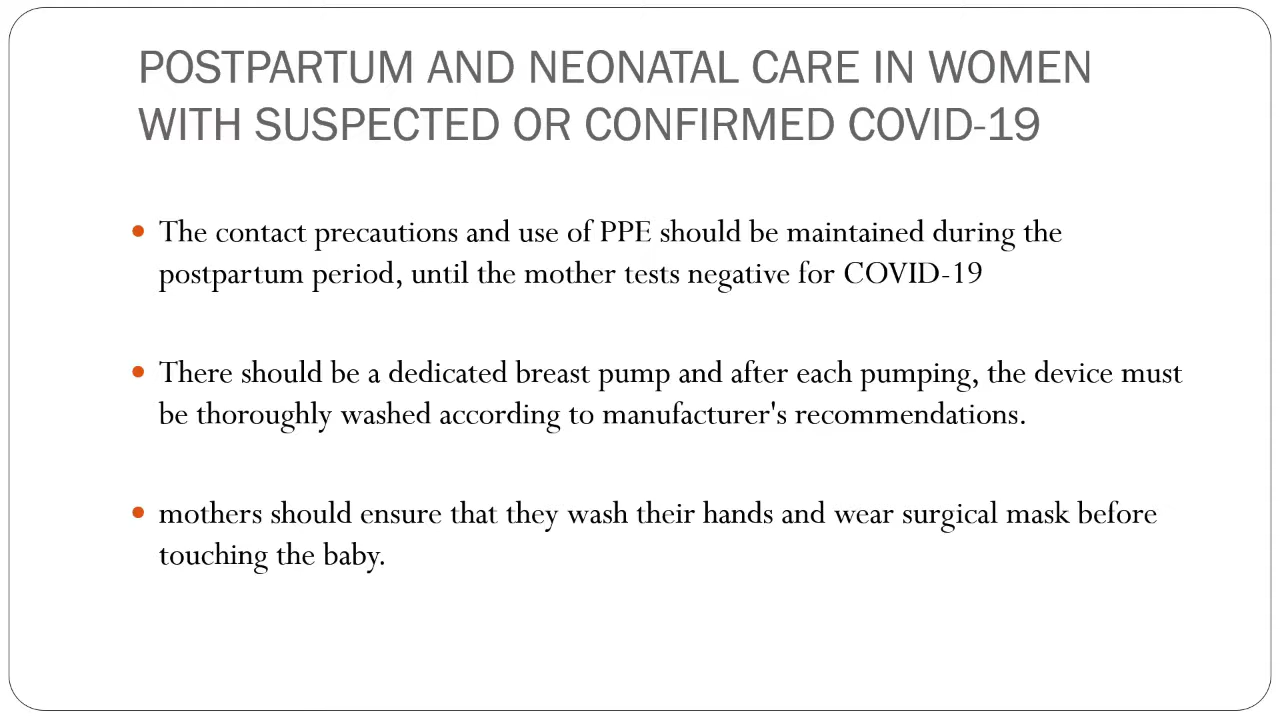 POSTPARTUM AND NEONATAL CARE IN WOMEN
WITH SUSPECTED OR CONFIRMED COVID-19
• The contact precautions and use of PPE should be maintained during the
postpartum period, until the mother tests negative for COVID-19
• There should be a dedicated breast pump and after each pumping, the device must
be thoroughly washed according to manufacturer's recommendations.
• mothers should ensure that they wash their hands and wear surgical mask before
touching the baby.